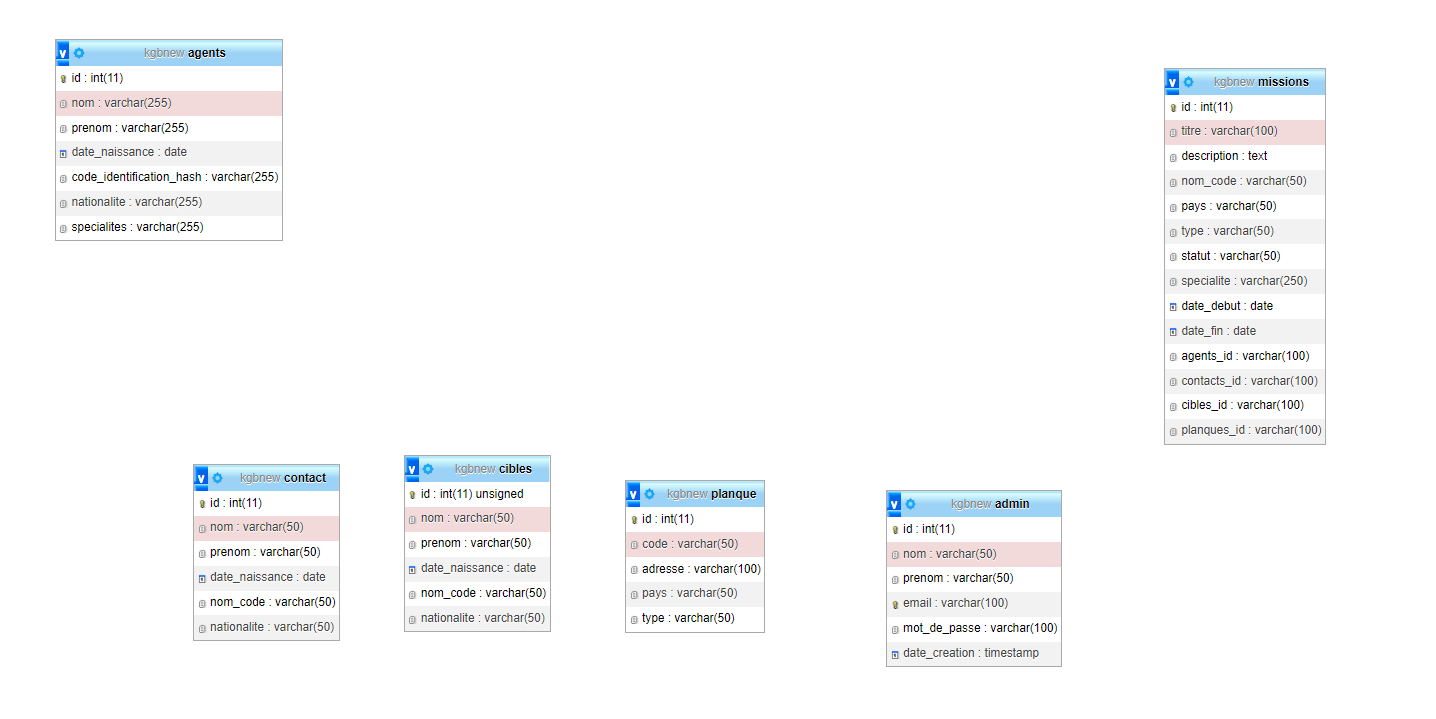 kgbnew agents
id : int(11)
nom : varchar(255)
prenom : varchar(255)
date_naissance : date
code_identification_hash : varchar(255)
nationalite : varchar(255)
specialites : varchar(255)
kgbnew missions
id : int(11)
titre : varchar(100)
description : text
nom_code : varchar(50)
pays : varchar(50)
type : varchar(50)
statut : varchar(50)
specialite : varchar(250)
date_debut : date
date_fin : date
agents_id : varchar(100)
contacts_id : varchar(100)
cibles_id : varchar(100)
planques_id : varchar(100)
kgbnew contact
id : int(11)
nom : varchar(50)
prenom : varchar(50)
date_naissance : date
nom_code : varchar(50)
nationalite : varchar(50)
kgbnew cibles
id : int(11) unsigned
nom : varchar(50)
prenom : varchar(50)
date_naissance : date
nom_code : varchar(50)
nationalite : varchar(50)
kgbnew planque
id : int(11)
code : varchar(50)
adresse : varchar(100)
pays : varchar(50)
type : varchar(50)
kgbnew admin
id : int(11)
nom : varchar(50)
prenom : varchar(50)
email : varchar(100)
mot_de_passe : varchar(100)
date_creation : timestamp